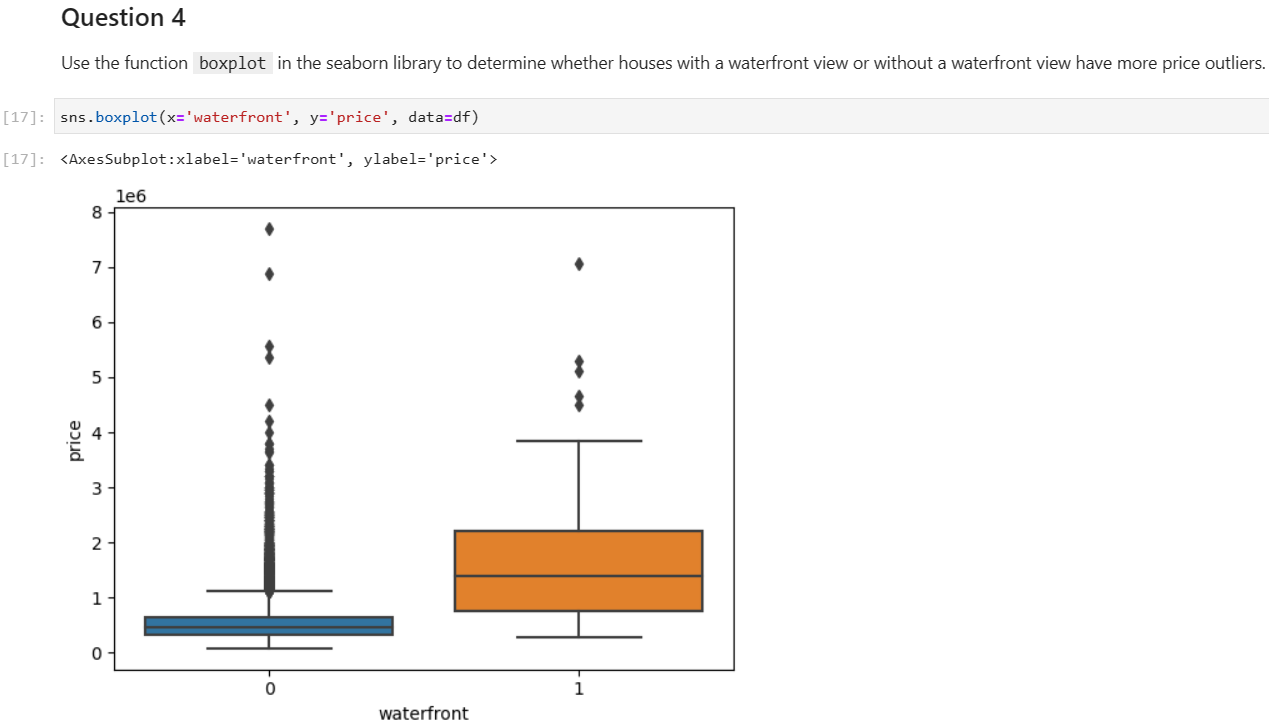 Question 4
Use the function boxplot in the seaborn library to determine whether houses with a waterfront view or without a waterfront view have more price outliers.
[17]: sns.boxplot(x='waterfront', y='price', data=df)
[17]: <AxesSubplot:xlabel='waterfront', ylabel='price'>
1e6
8
7
6
5
4
3
2
1
0
price
0 1
waterfront